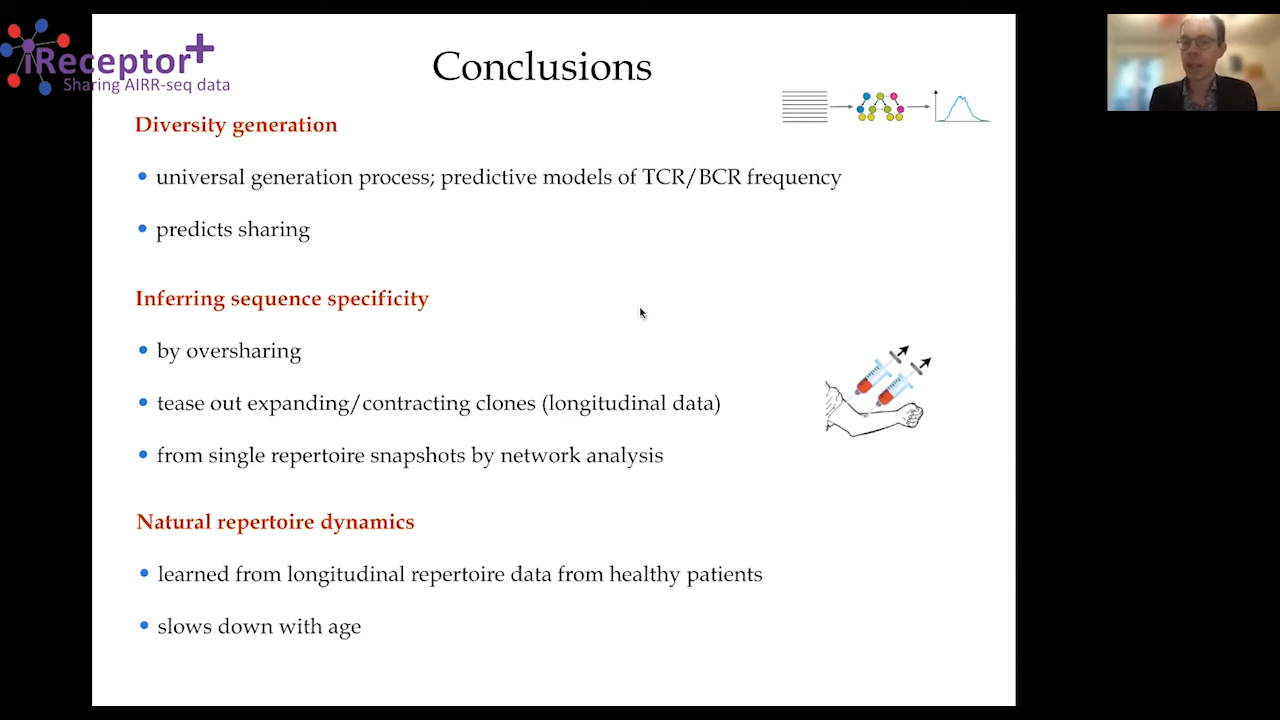 iReceptor+
Sharing AIRR-seq data
Conclusions
Diversity generation
• universal generation process; predictive models of TCR/BCR frequency
• predicts sharing
Inferring sequence specificity
• by oversharing
• tease out expanding/contracting clones (longitudinal data)
• from single repertoire snapshots by network analysis
Natural repertoire dynamics
• learned from longitudinal repertoire data from healthy patients
• slows down with age